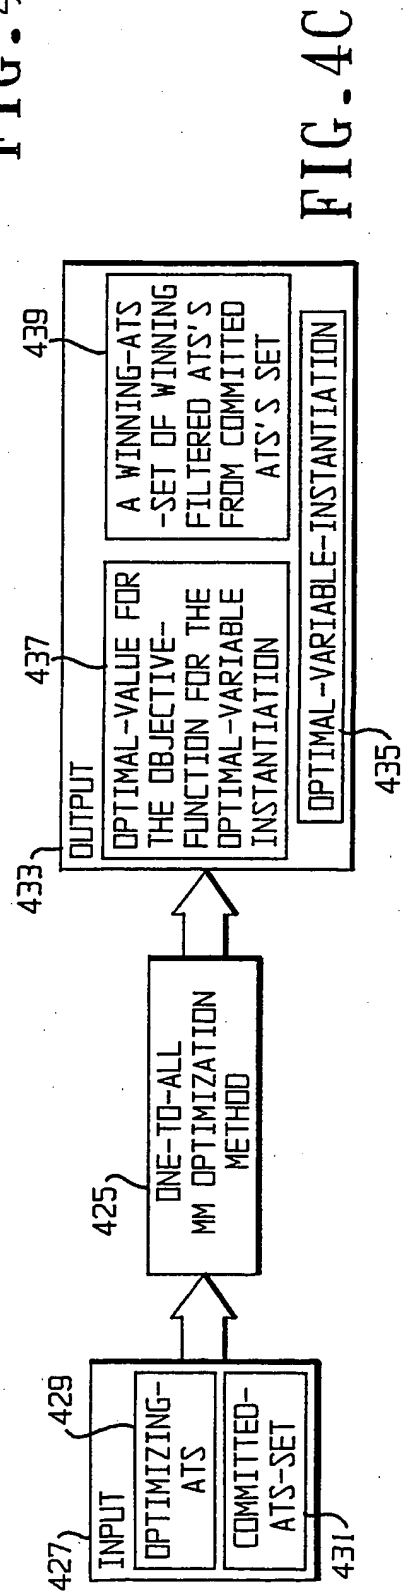 427
INPUT
429
OPTIMIZING-
ATS
COMMITTED-
ATS-SET
431
425
ONE-TO-ALL
MM OPTIMIZATION
METHOD
433
OUTPUT
437
OPTIMAL-VALUE FOR
THE OBJECTIVE-
FUNCTION FOR THE
OPTIMAL-VARIABLE
INSTANTIATION
439
A WINNING-ATS
-SET OF WINNING
FILTERED ATS'S
FROM COMMITTED
ATS'S SET
OPTIMAL-VARIABLE-INSTANTIATION
435
FIG.4C